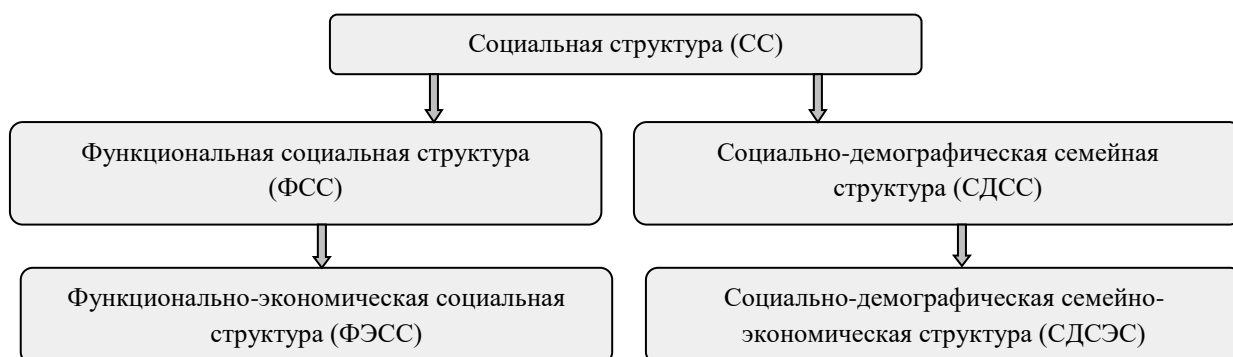 Социальная структура (СС)
Функциональная социальная структура
(ФСС)
Социально-демографическая семейная
структура (СДСС)
Функционально-экономическая социальная
структура (ФЭСС)
Социально-демографическая семейно-
экономическая структура (СДСЭС)